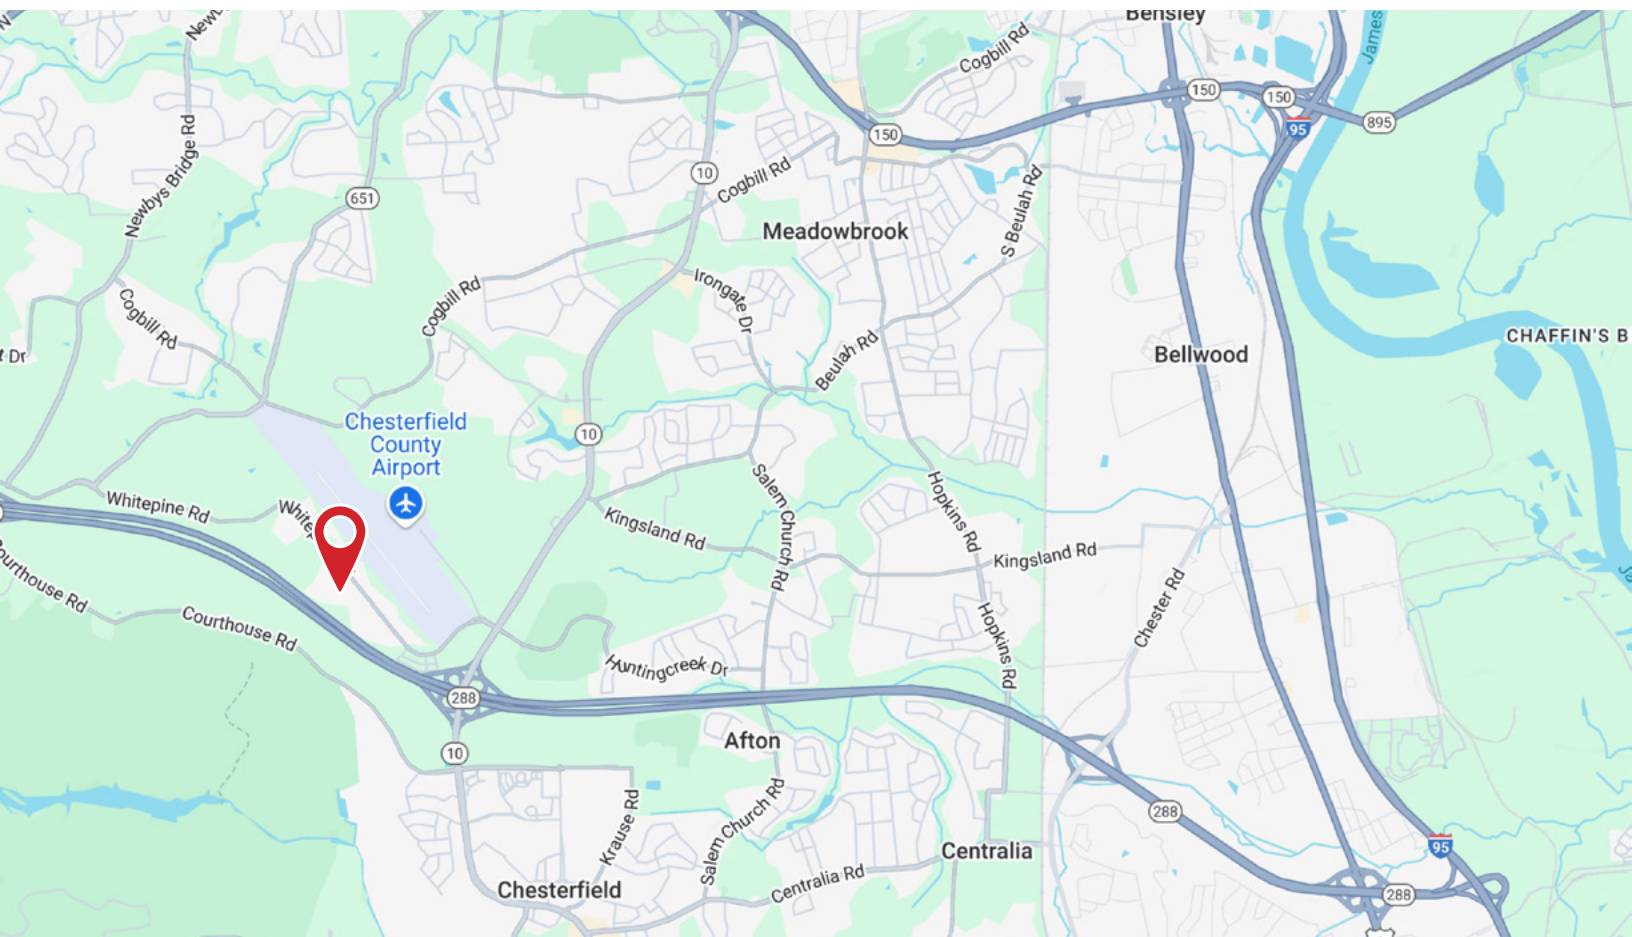 Bensley
James
Cogbill Rd
150
150
95
895
150
Newbys Bridge Rd
10
Cogbill Rd
651
S Beulah Rd
Meadowbrook
Irongate Dr
Cogbill Rd
Cogbill Rd
Beulah Rd
Bellwood
CHAFFIN'S B
t Dr
Chesterfield
County
Airport
10
Whitepine Rd
White
Salem Church Rd
Hopkins Rd
Kingsland Rd
Kingsland Rd
Courthouse Rd
Courthouse Rd
Chester Rd
Hopkins Rd
Huntingcreek Dr
288
10
Afton
Krause Rd
Salem Church Rd
288
Centralia
95
Centralia Rd
Chesterfield
288